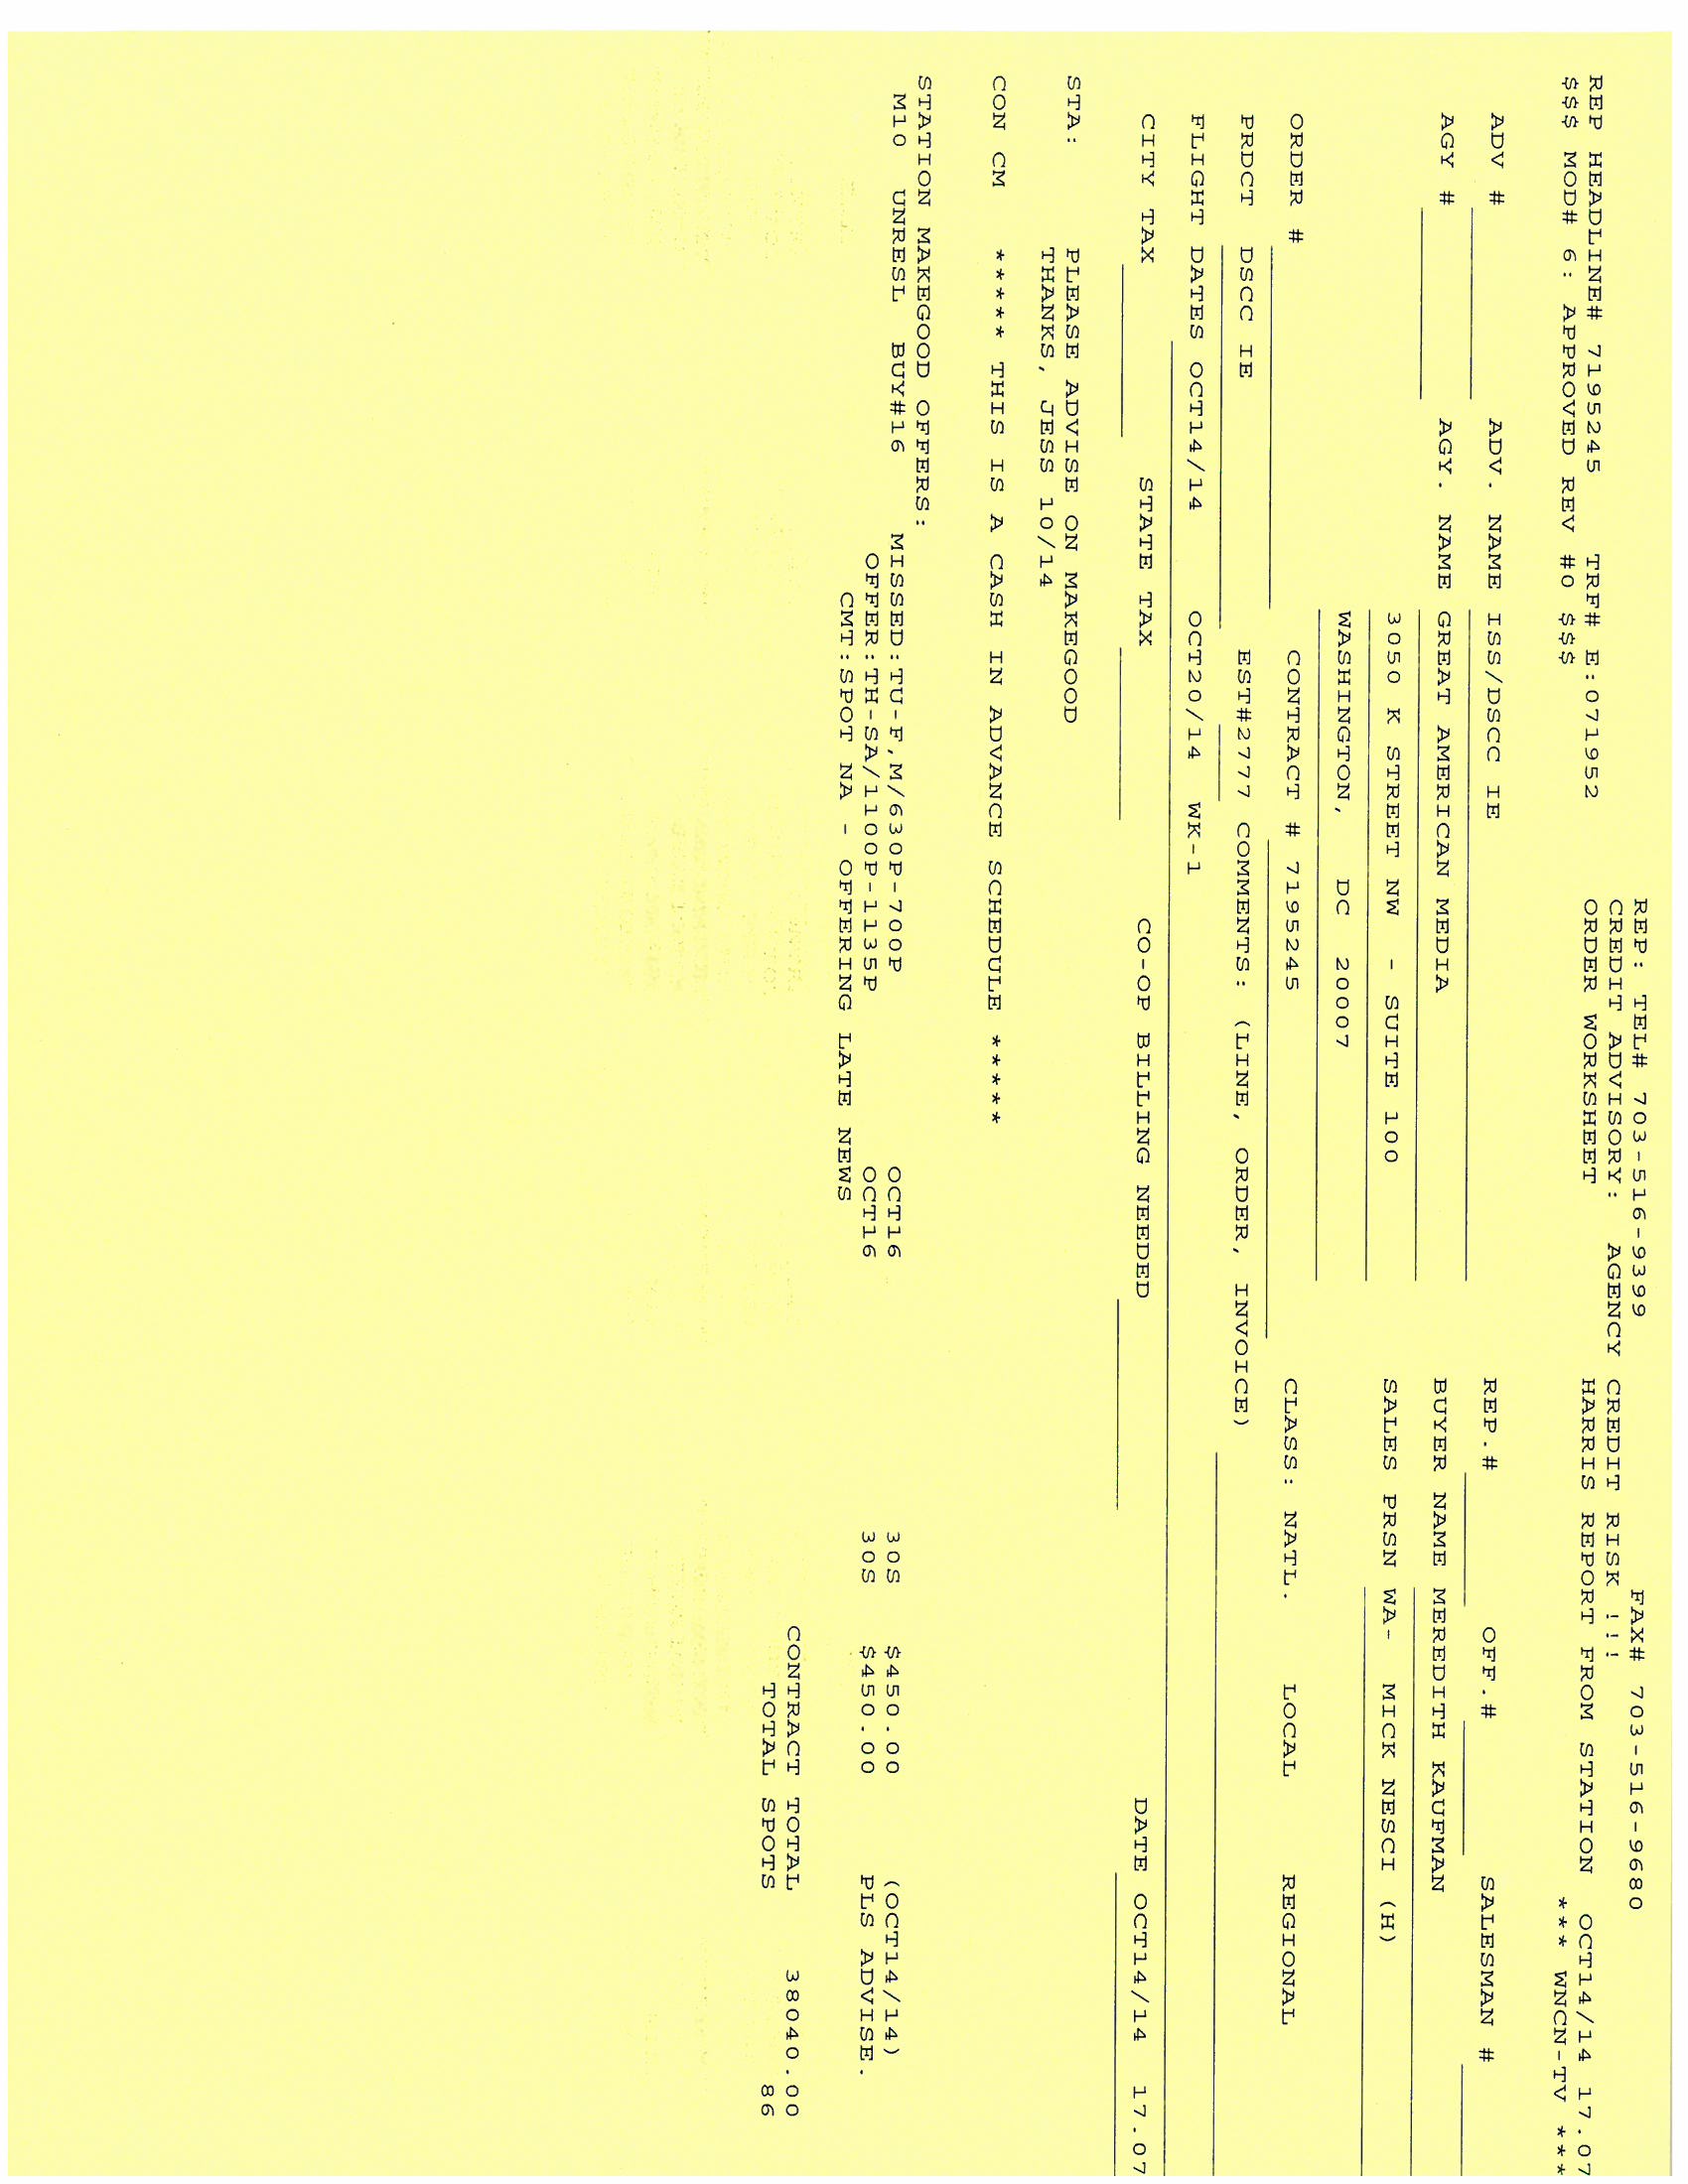 REP: TEL# 703-516-9399 FAX# 703-516-9680
CREDIT ADVISORY: AGENCY CREDIT RISK !!!
ORDER WORKSHEET HARRIS REPORT FROM STATION OCT14/14 17.07
REP HEADLINE# 7195245 TRF# E:071952
$$$ MOD# 6: APPROVED REV #0 $$$ *** WNCN-TV ***
ADV # ADV. NAME ISS/DSCC IE REP.# OFF.# SALESMAN #
AGY # AGY. NAME GREAT AMERICAN MEDIA BUYER NAME MEREDITH KAUFMAN
3050 K STREET NW - SUITE 100 SALES PRSN WA- MICK NESCI (H)
WASHINGTON, DC 20007
ORDER # CONTRACT # 7195245 CLASS: NATL. LOCAL REGIONAL
PRDCT DSCC IE EST#2777 COMMENTS: (LINE, ORDER, INVOICE)
FLIGHT DATES OCT14/14 OCT20/14 WK-1
CITY TAX STATE TAX CO-OP BILLING NEEDED DATE OCT14/14 17.07
STA: PLEASE ADVISE ON MAKEGOOD
THANKS, JESS 10/14
CON CM ***** THIS IS A CASH IN ADVANCE SCHEDULE *****
STATION MAKEGOOD OFFERS:
M10 UNRESL BUY#16 MISSED:TU-F,M/630P-700P OCT16 30S $450.00 (OCT14/14)
OFFER:TH-SA/1100P-1135P OCT16 30S $450.00 PLS ADVISE.
CMT:SPOT NA - OFFERING LATE NEWS
CONTRACT TOTAL 38040.00
TOTAL SPOTS 86